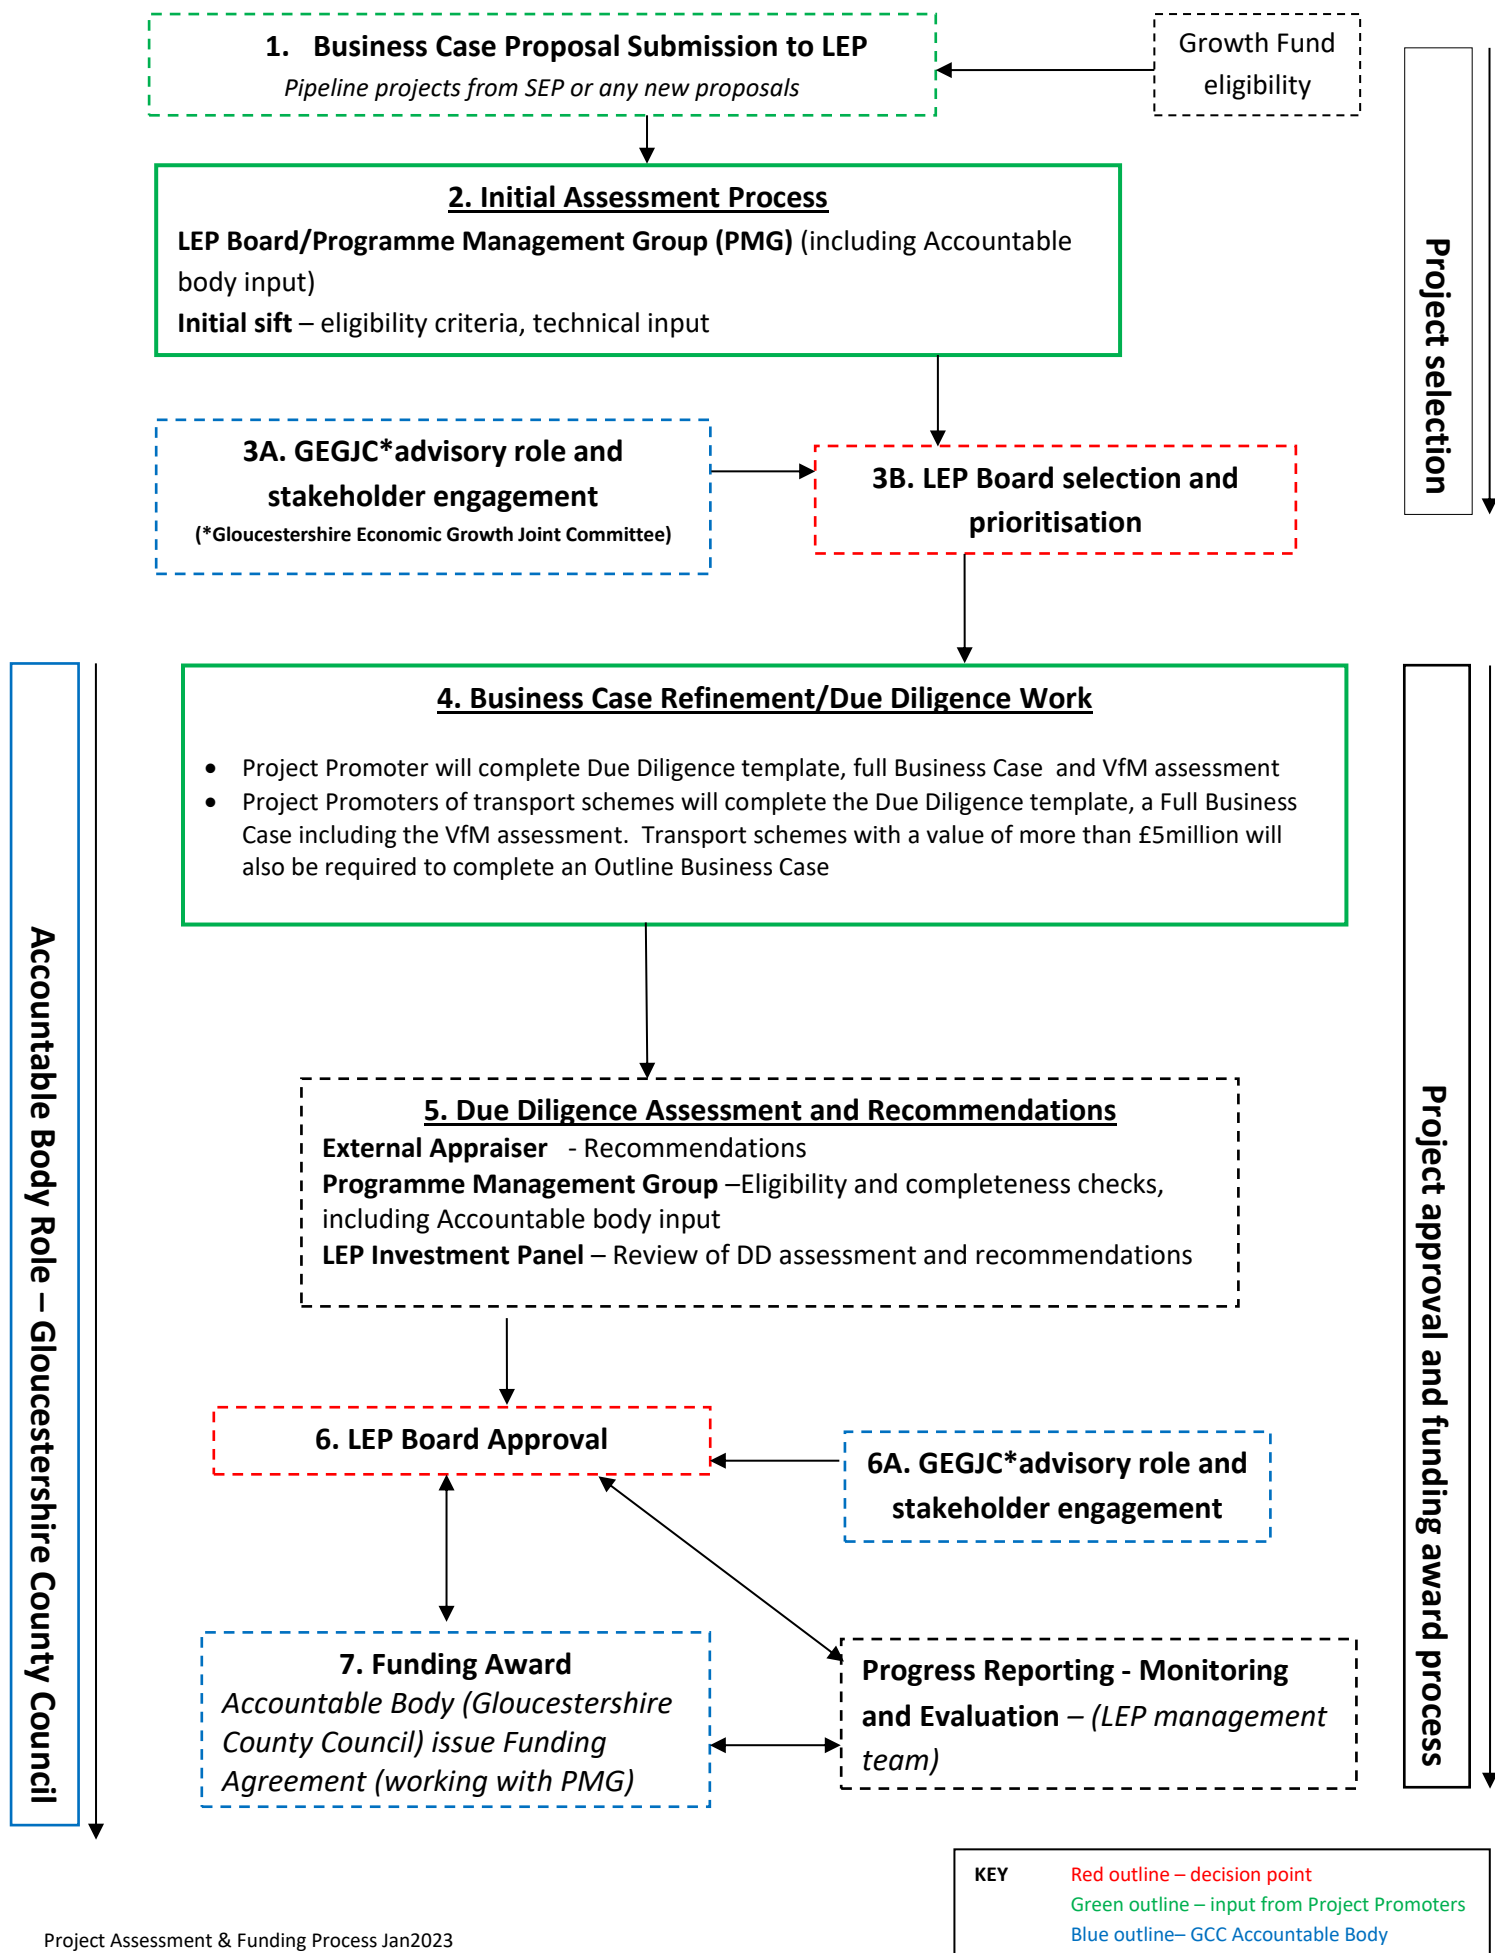 1. Business Case Proposal Submission to LEP
Pipeline projects from SEP or any new proposals
Growth Fund
eligibility
2. Initial Assessment Process
LEP Board/Programme Management Group (PMG) (including Accountable
body input)
Initial sift – eligibility criteria, technical input
Project selection
3A. GEGJC*advisory role and
stakeholder engagement
(*Gloucestershire Economic Growth Joint Committee)
3B. LEP Board selection and
prioritisation
4. Business Case Refinement/Due Diligence Work
• Project Promoter will complete Due Diligence template, full Business Case and VfM assessment
• Project Promoters of transport schemes will complete the Due Diligence template, a Full Business
Case including the VfM assessment. Transport schemes with a value of more than £5million will
also be required to complete an Outline Business Case
Accountable Body Role – Gloucestershire County Council
Project approval and funding award process
5. Due Diligence Assessment and Recommendations
External Appraiser - Recommendations
Programme Management Group –Eligibility and completeness checks,
including Accountable body input
LEP Investment Panel – Review of DD assessment and recommendations
6. LEP Board Approval
6A. GEGJC*advisory role and
stakeholder engagement
7. Funding Award
Accountable Body (Gloucestershire
County Council) issue Funding
Agreement (working with PMG)
Progress Reporting - Monitoring
and Evaluation – (LEP management
team)
KEY Red outline – decision point
Green outline – input from Project Promoters
Blue outline– GCC Accountable Body
Project Assessment & Funding Process Jan2023